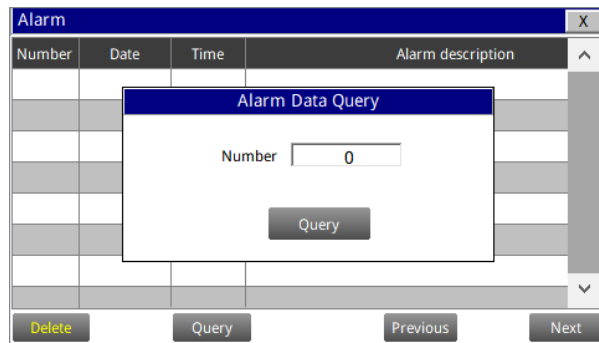 Alarm X
Number Date Time Alarm description
Alarm Data Query
Number 0
Query
Delete Query Previous Next